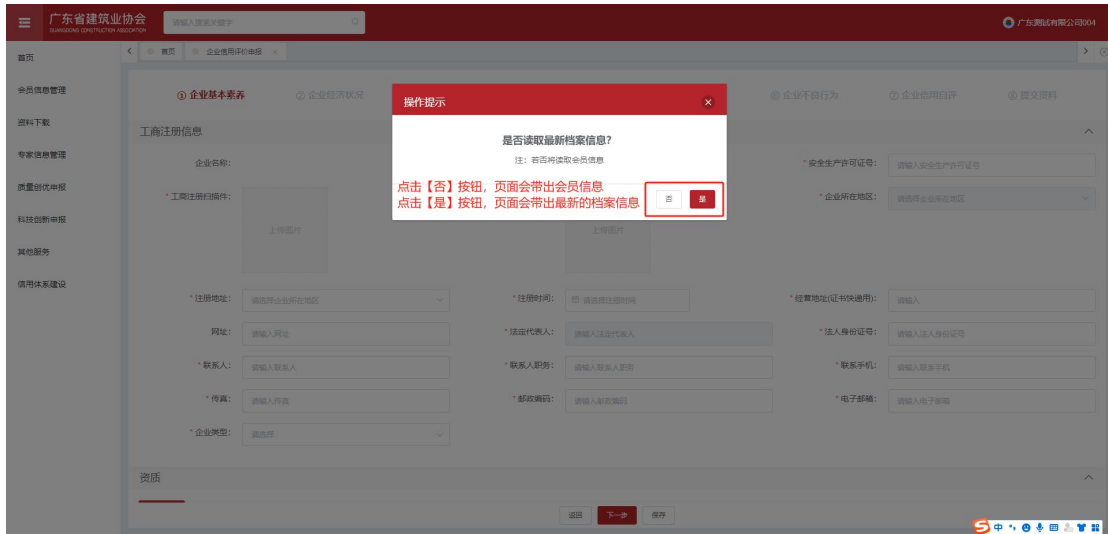 广东省建筑业协会
GUANGDONG CONSTRUCTION ASSOCIATION
请输入搜索关键字
广东测试有限公司004
首页
会员信息管理
资料下载
专家信息管理
质量创优申报
科技创新申报
其他服务
信用体系建设
首页
企业信用评价申报 ×
① 企业基本素养
② 企业经济状况
⑥ 企业不良行为
⑦ 企业信用自评
⑧ 提交资料
操作提示
是否读取最新档案信息?
注:若否将读取会员信息
点击【否】按钮,页面会带出会员信息
点击【是】按钮,页面会带出最新的档案信息
否
是
工商注册信息
企业名称:
*安全生产许可证号:
请输入安全生产许可证号
*工商注册扫描件:
上传图片
上传图片
*企业所在地区:
请选择企业所在地区
*注册地址:
请选择企业所在地区
*注册时间:
请选择注册时间
*经营地址(证书快递用):
请输入
网址:
请输入网址
*法定代表人:
请输入法定代表人
*法人身份证号:
请输入法人身份证号
*联系人:
请输入联系人
*联系人职务:
请输入联系人职务
*联系手机:
请输入联系手机
*传真:
请输入传真
*邮政编码:
请输入邮政编码
*电子邮箱:
请输入电子邮箱
*企业类型:
请选择
资质
返回
下一步
保存
中